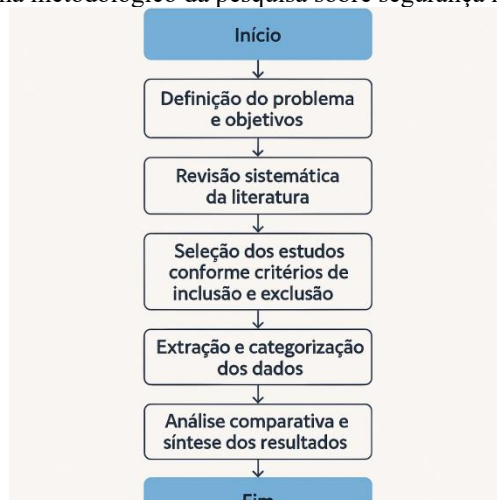 metodológico da pesquisa sobre segurança
Início
Definição do problema
e objetivos
Revisão sistemática
da literatura
Seleção dos estudos
conforme critérios de
inclusão e exclusão
Extração e categorização
dos dados
Análise comparativa e
síntese dos resultados
Fim